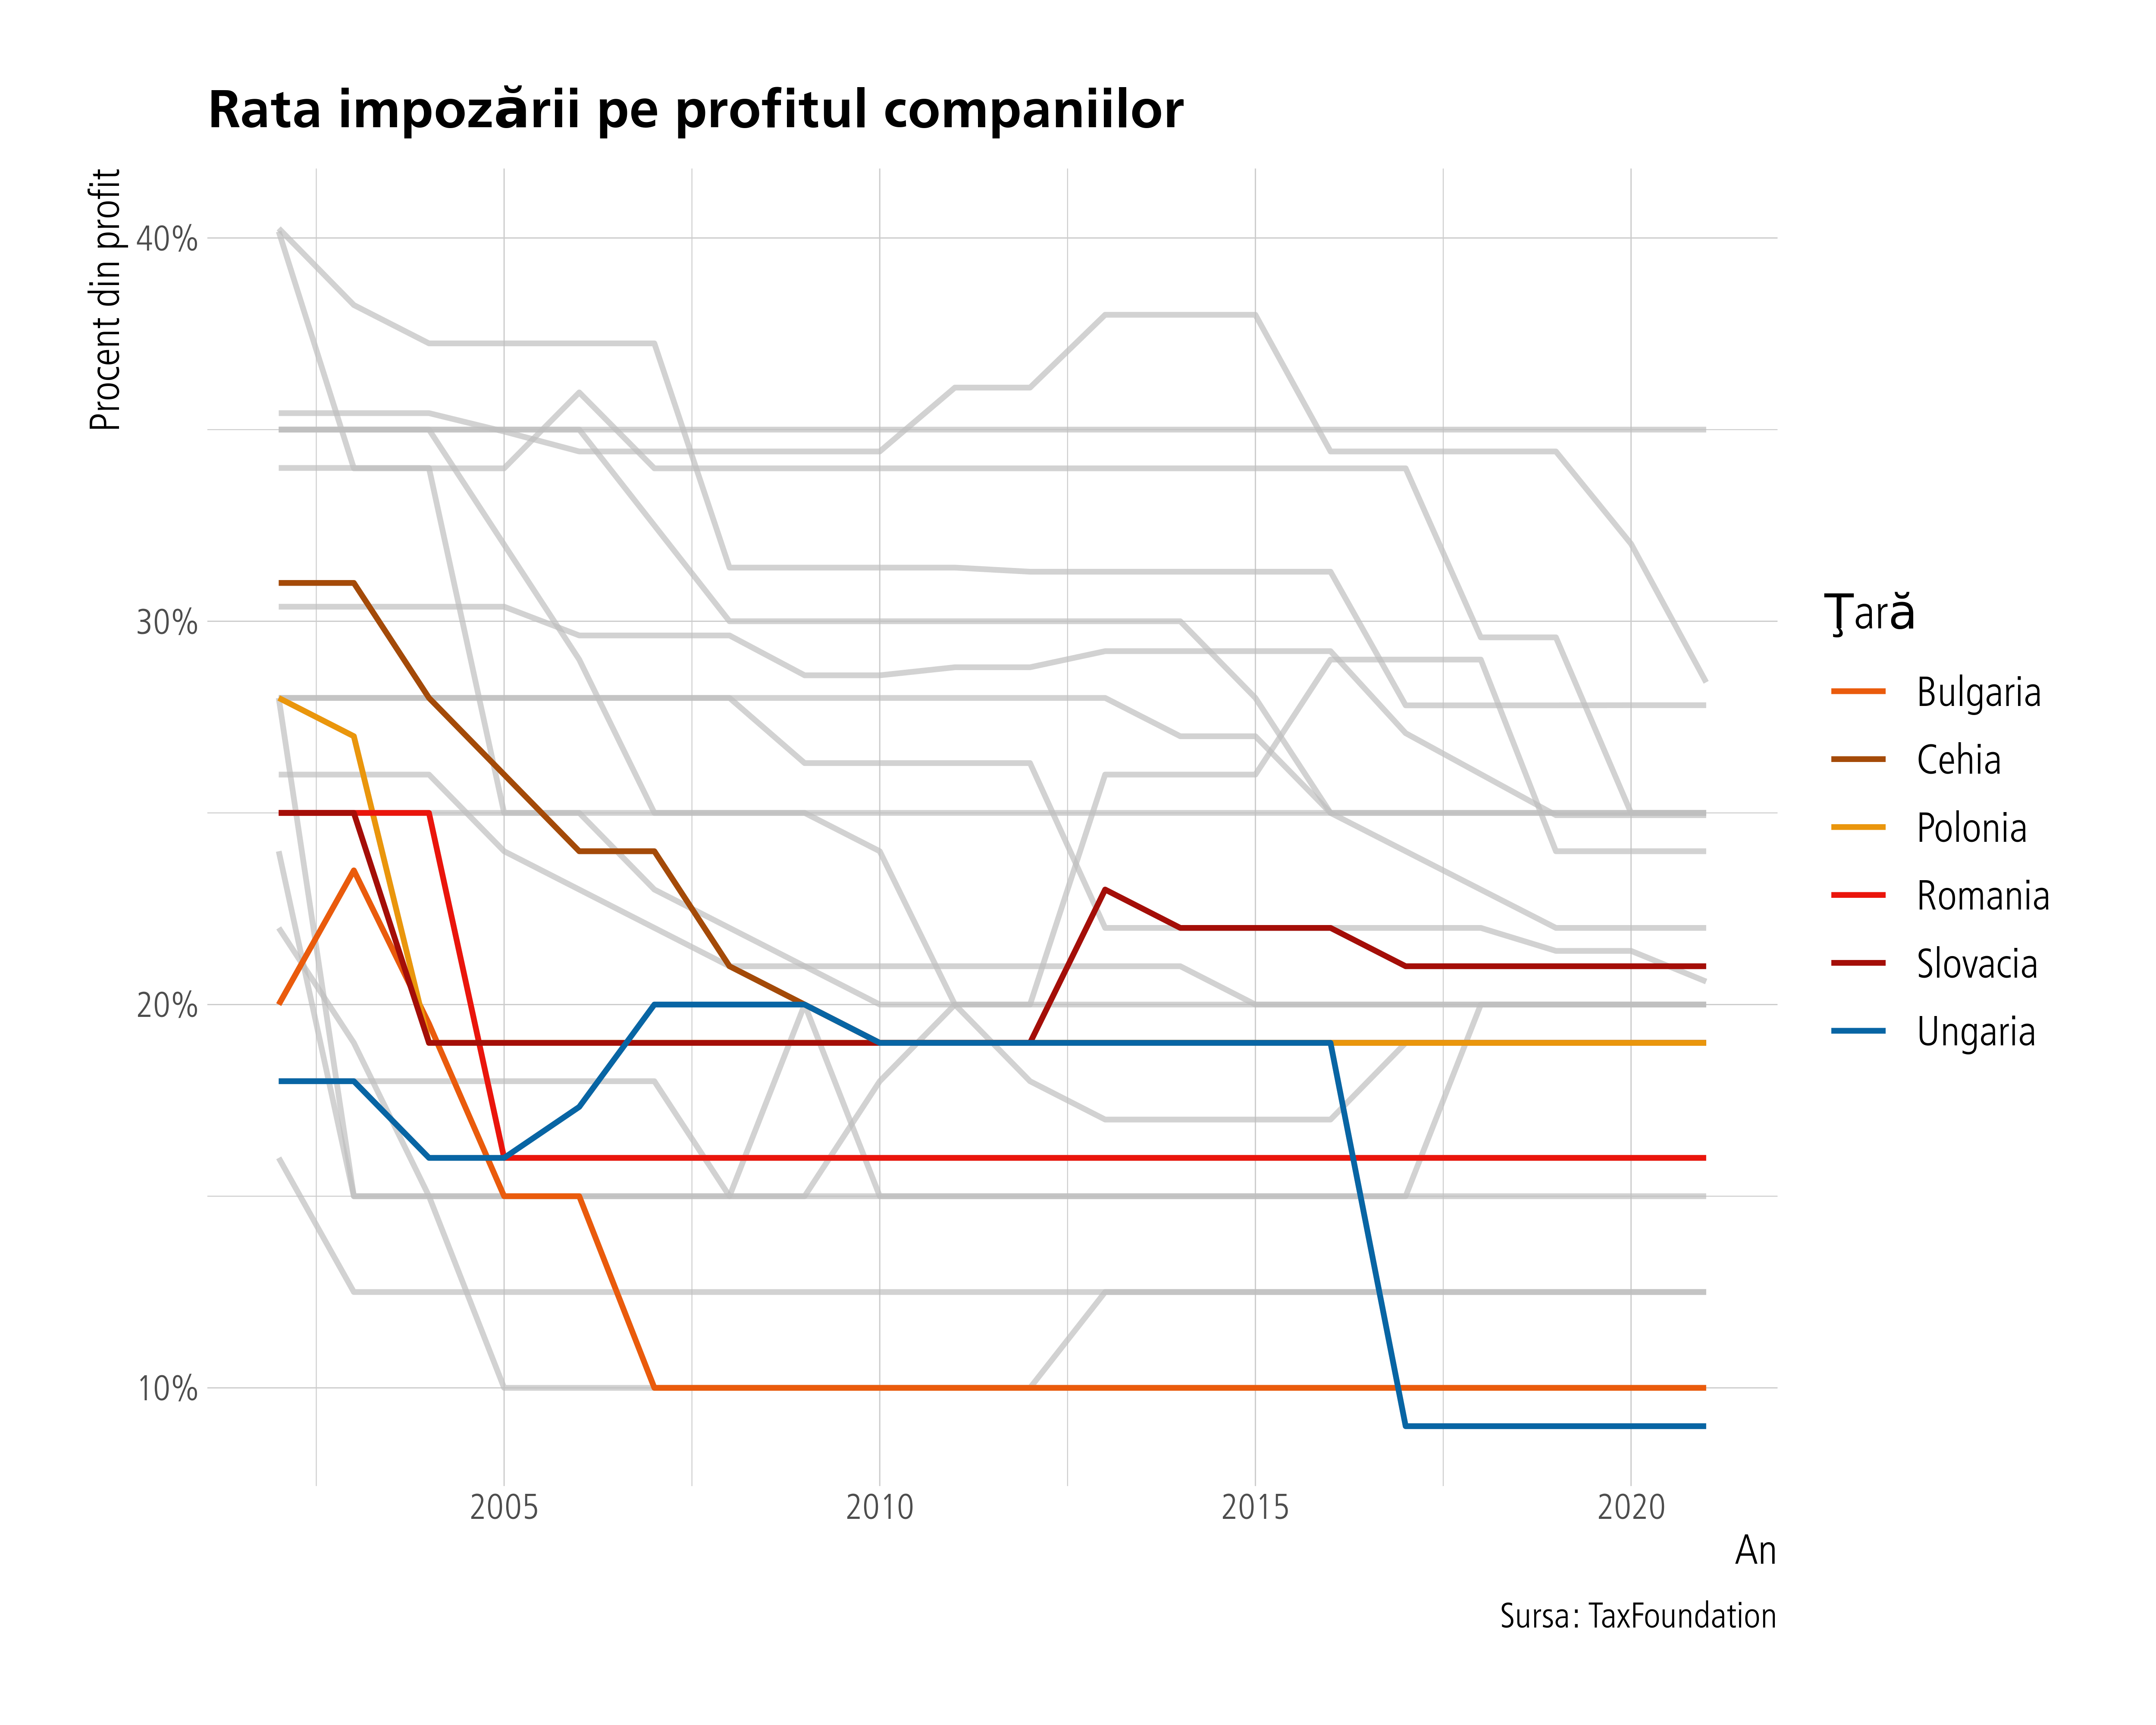 Rata impozării pe profitul companiilor
Procent din profit
40%
30%
20%
10%
2005 2010 2015 2020
An
Ţară
Bulgaria
Cehia
Polonia
Romania
Slovacia
Ungaria
Sursa: TaxFoundation